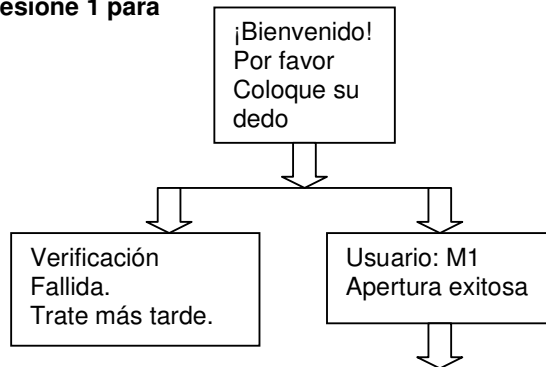 esione 1 para
¡Bienvenido!
Por favor
Coloque su
dedo
Verificación
Fallida.
Trate más tarde.
Usuario: M1
Apertura exitosa